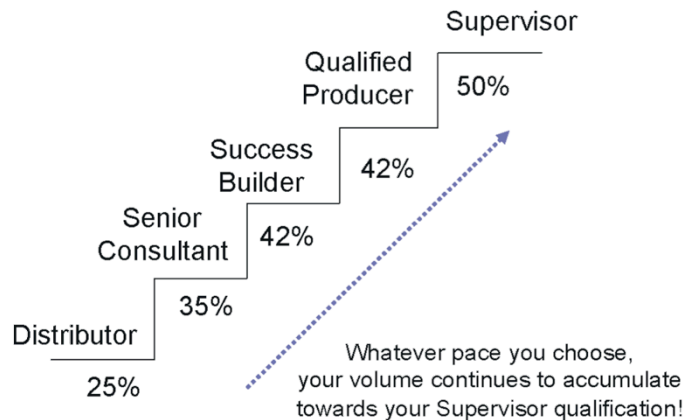 Supervisor
50%
Qualified
Producer
42%
Success
Builder
42%
Senior
Consultant
35%
Distributor
25%
Whatever pace you choose,
your volume continues to accumulate
towards your Supervisor qualification!